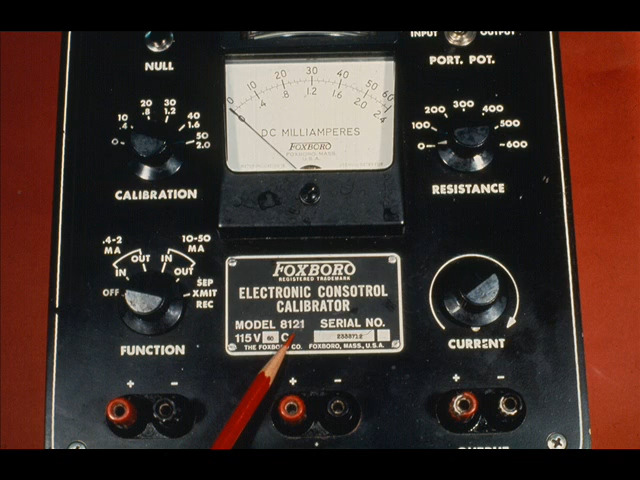 INPUT OUTPUT
NULL
PORT. POT.
0 10 20 30 40 50 60
0 .4 .8 1.2 1.6 2.0 2.4
DC MILLIAMPERES
FOXBORO
FOXBORO, MASS.
U.S.A.
10 20 30 40 50
.4 .8 1.2 1.6 2.0
CALIBRATION
0 100 200 300 400 500 600
RESISTANCE
.4-2 MA
10-50 MA
IN OUT IN OUT
OFF
SEP
XMIT
REC
FUNCTION
FOXBORO
REGISTERED TRADEMARK
ELECTRONIC CONSOTROL
CALIBRATOR
MODEL 8121 SERIAL NO.
115V 60 C
THE FOXBORO CO. FOXBORO, MASS., U.S.A.
CURRENT
+ - + - + -